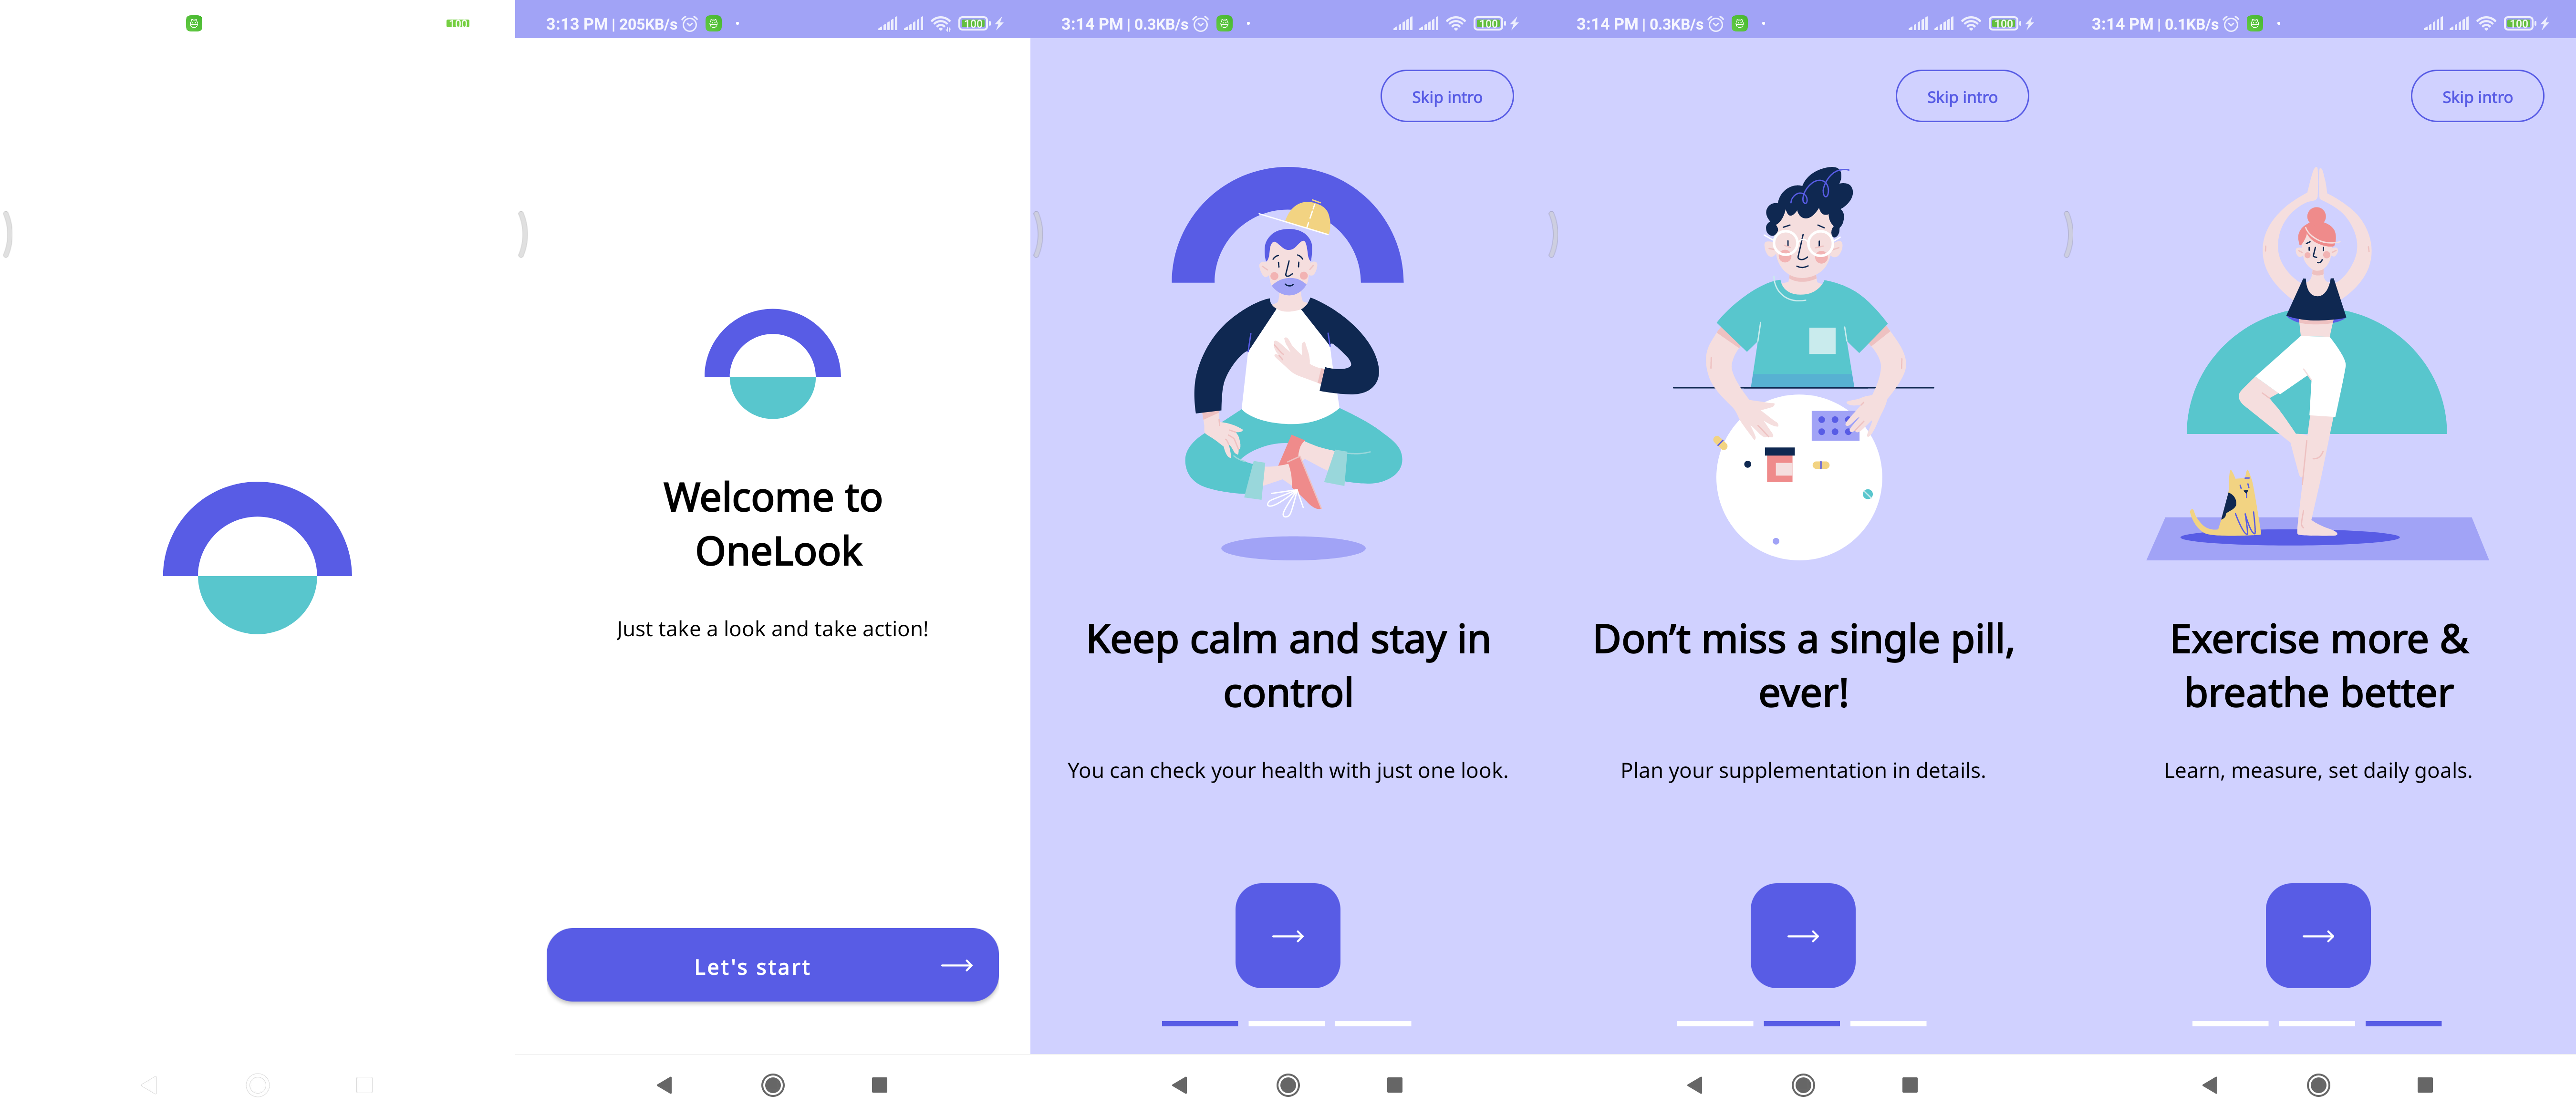 100
3:13 PM | 205KB/s
100
Welcome to
OneLook
Just take a look and take action!
Let's start
3:14 PM | 0.3KB/s
100
Skip intro
Keep calm and stay in
control
You can check your health with just one look.
3:14 PM | 0.3KB/s
100
Skip intro
Don’t miss a single pill,
ever!
Plan your supplementation in details.
3:14 PM | 0.1KB/s
100
Skip intro
Exercise more &
breathe better
Learn, measure, set daily goals.